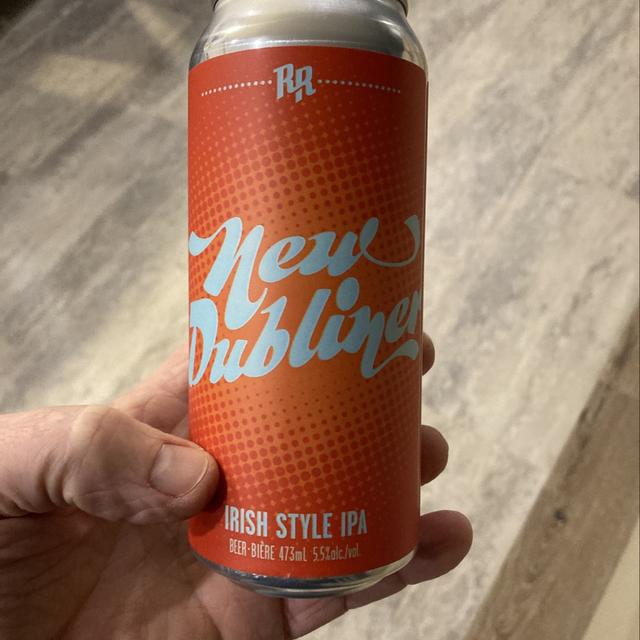 RR
New
Dubliner
IRISH STYLE IPA
BEER·BIÈRE 473mL 5.5%alc./vol.